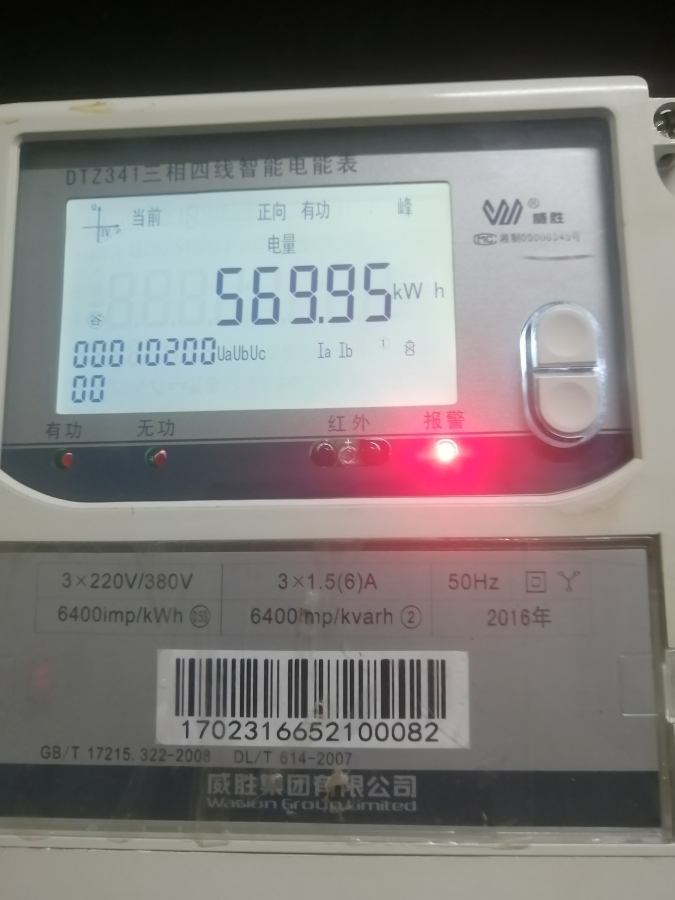 DTZ341三相四线智能电能表
当前 正向 有功 峰
电量
569.95 kWh
谷
00010200 UaUbUc Ia Ib ①
00
威胜®
MC
有功 无功 红外 报警
3×220V/380V 3×1.5(6)A 50Hz
6400imp/kWh 6400imp/kvarh ② 2016年
1702316652100082
GB/T 17215.322-2008 DL/T 614-2007
威胜集团有限公司
Wasion Group Limited